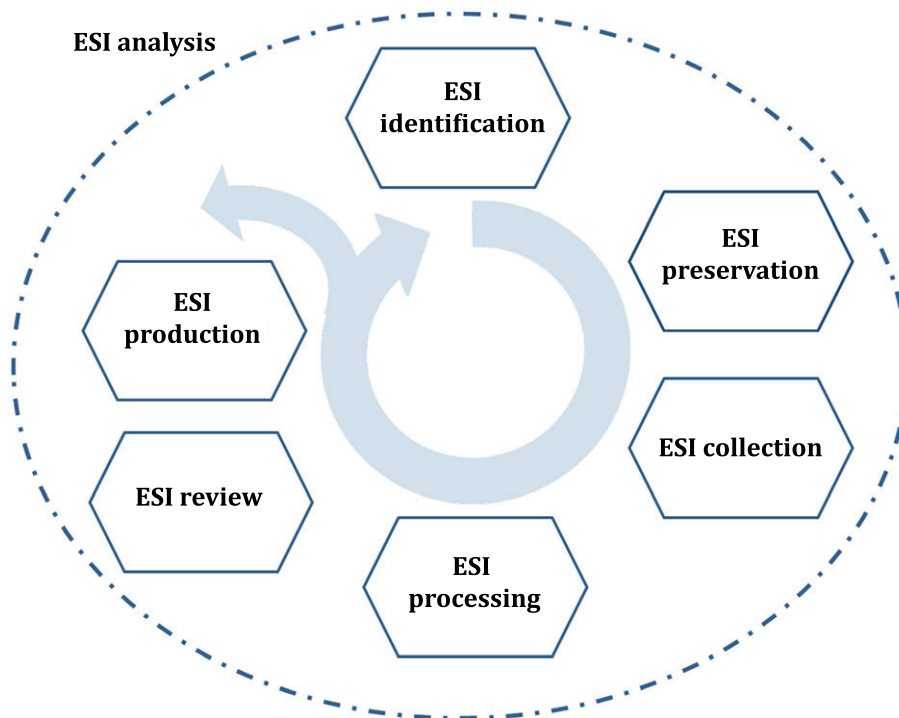 ESI analysis
ESI
identification
ESI
preservation
ESI collection
ESI
processing
ESI review
ESI
production